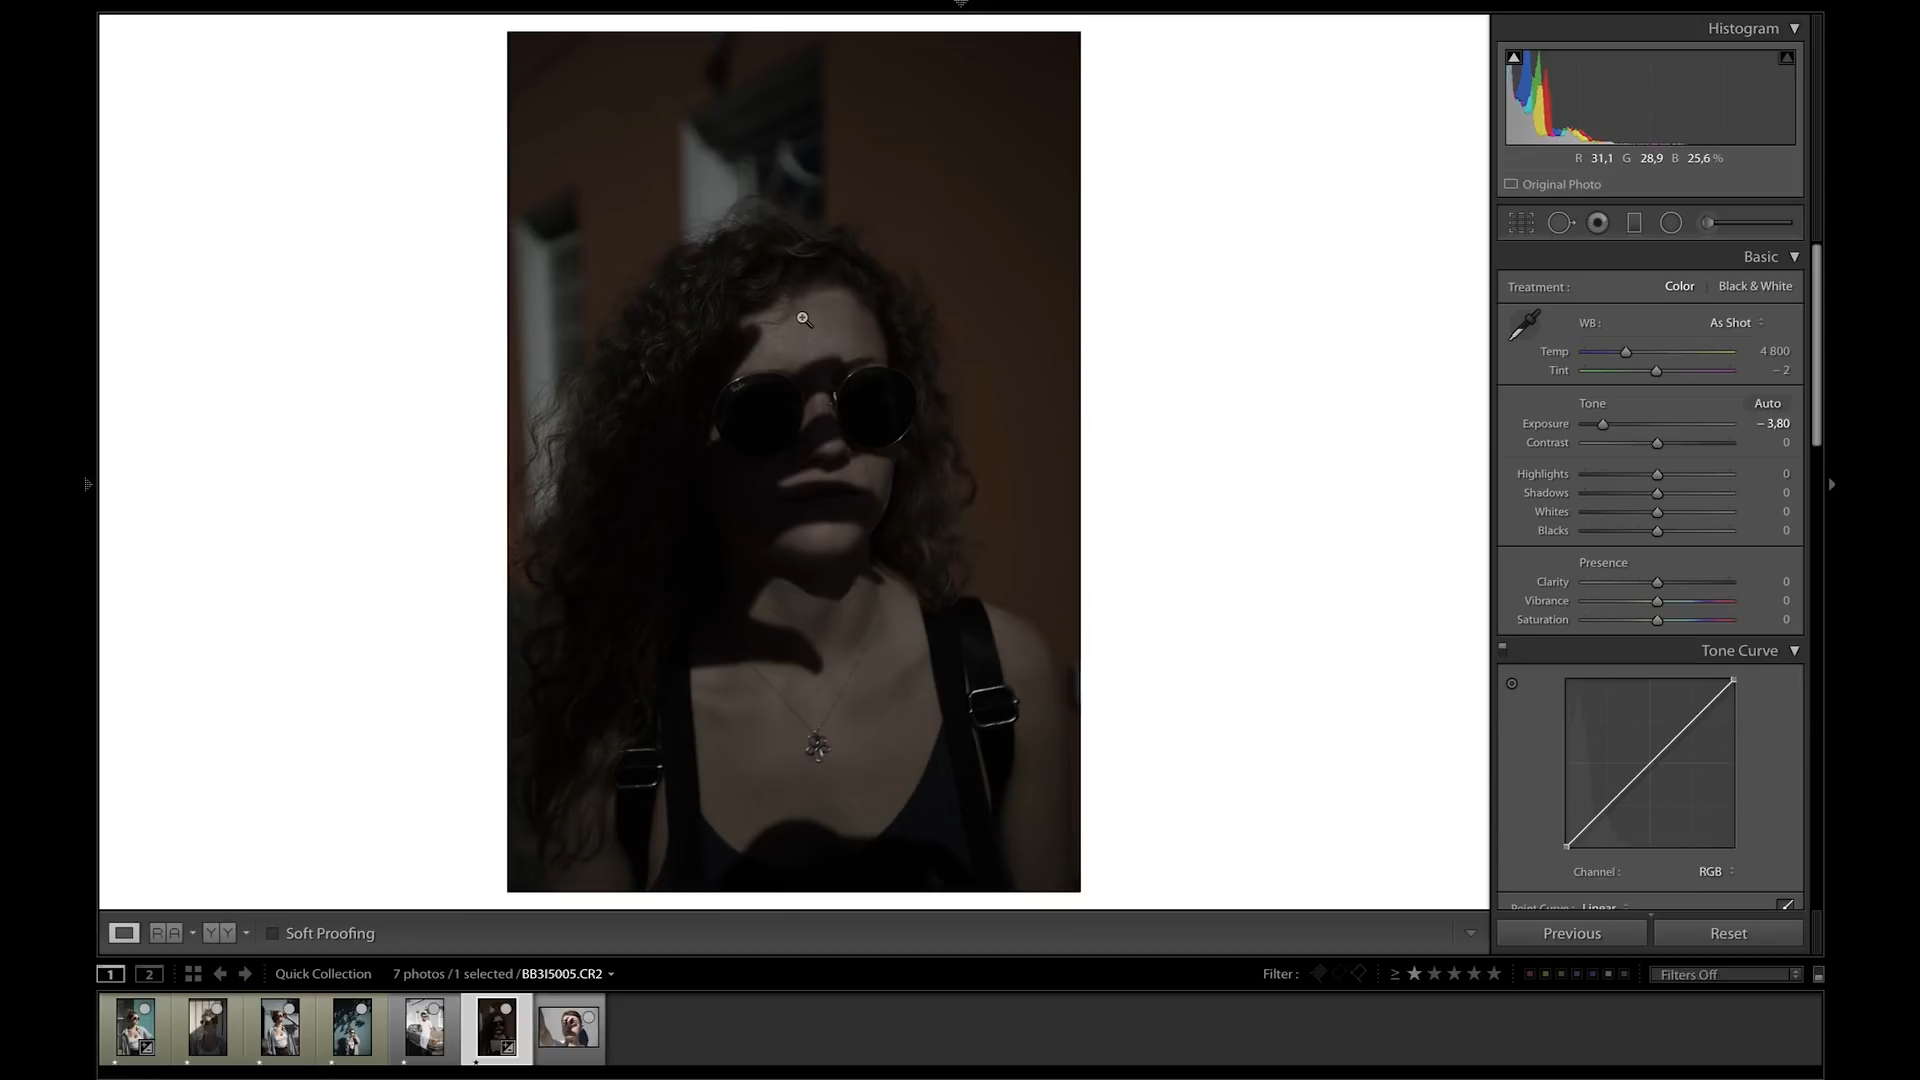 Histogram
R 31,1 G 28,9 B 25,6 %
Original Photo
Basic
Treatment : Color Black & White
WB : As Shot
Temp 4 800
Tint – 2
Tone Auto
Exposure – 3,80
Contrast 0
Highlights 0
Shadows 0
Whites 0
Blacks 0
Presence
Clarity 0
Vibrance 0
Saturation 0
Tone Curve
Channel : RGB
Point Curve : Linear
R A Y Y Soft Proofing
Previous Reset
1 2 Quick Collection 7 photos / 1 selected / BB3I5005.CR2 Filter : ≥ Filters Off